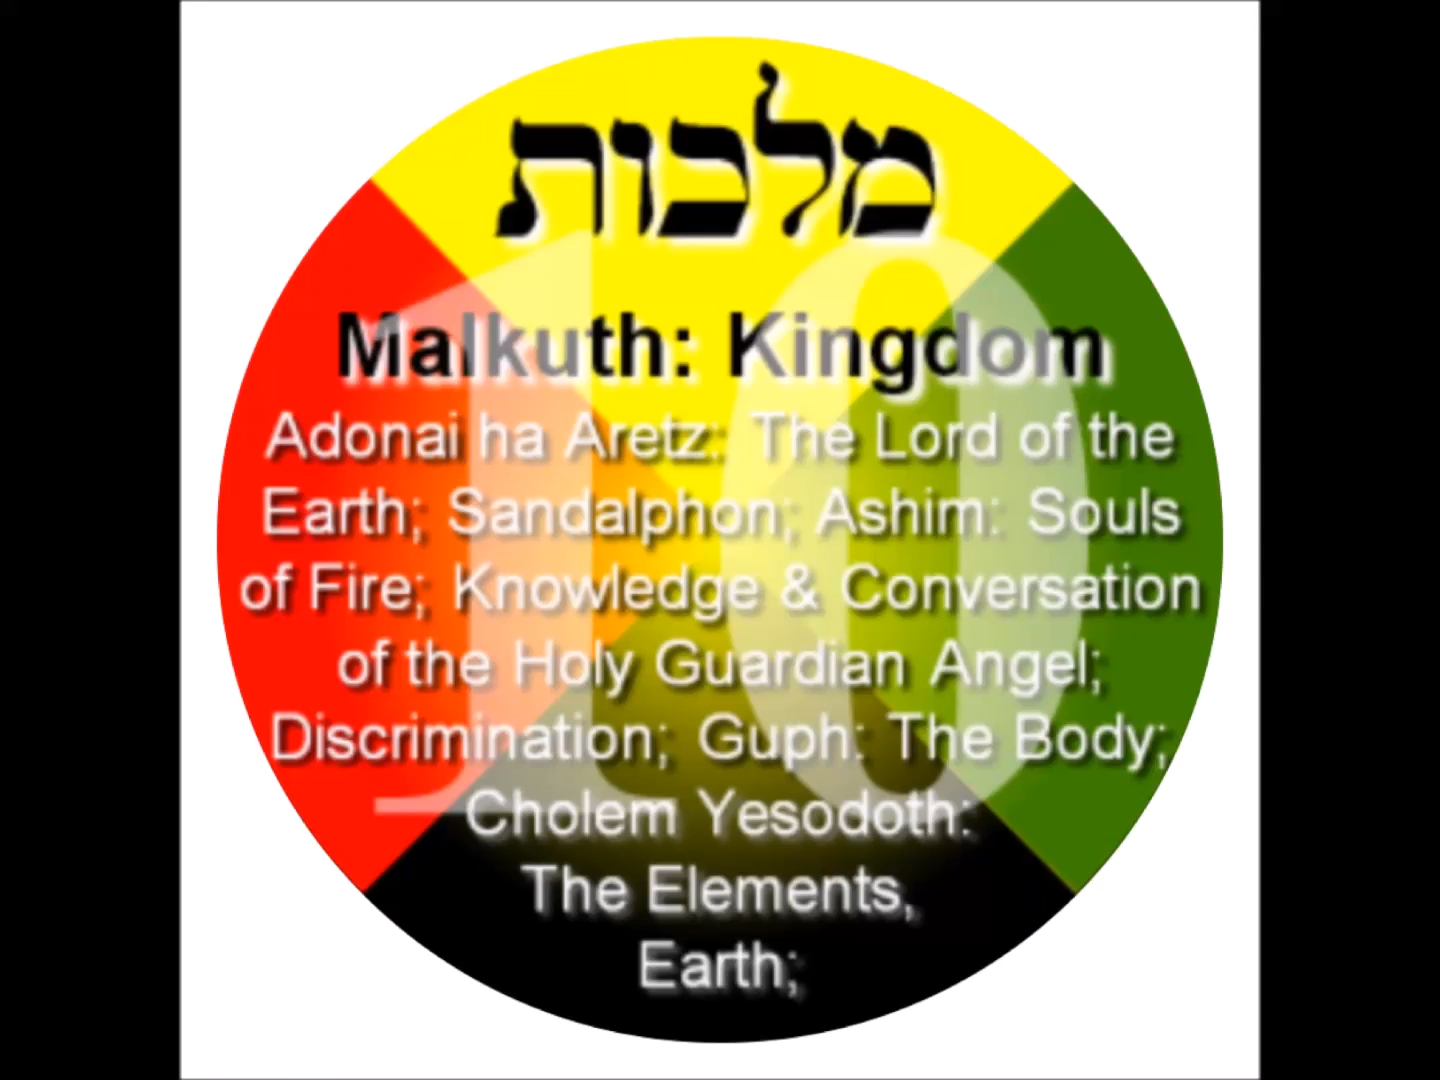 מלכות
10
Malkuth: Kingdom
Adonai ha Aretz: The Lord of the
Earth; Sandalphon; Ashim: Souls
of Fire; Knowledge & Conversation
of the Holy Guardian Angel;
Discrimination; Guph: The Body;
Cholem Yesodoth:
The Elements,
Earth;